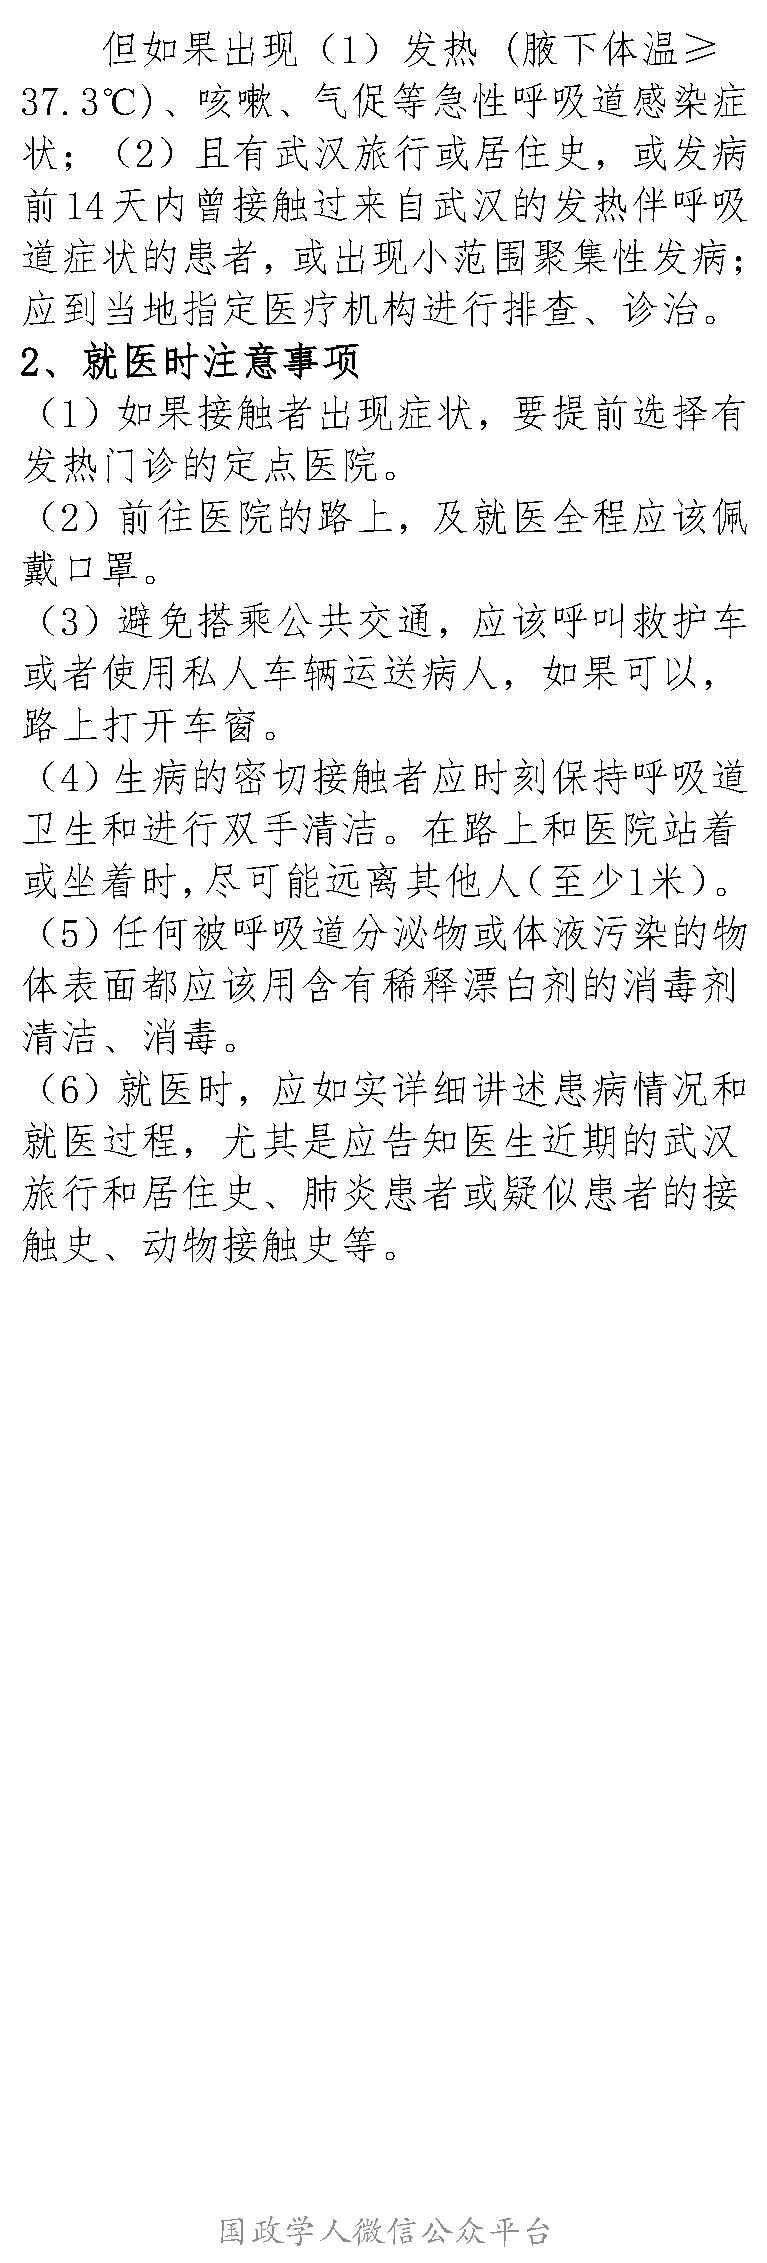 但如果出现（1）发热 (腋下体温≥
37.3℃)、咳嗽、气促等急性呼吸道感染症
状；（2）且有武汉旅行或居住史，或发病
前14天内曾接触过来自武汉的发热伴呼吸
道症状的患者，或出现小范围聚集性发病；
应到当地指定医疗机构进行排查、诊治。
2、就医时注意事项
（1）如果接触者出现症状，要提前选择有
发热门诊的定点医院。
（2）前往医院的路上，及就医全程应该佩
戴口罩。
（3）避免搭乘公共交通，应该呼叫救护车
或者使用私人车辆运送病人，如果可以，
路上打开车窗。
（4）生病的密切接触者应时刻保持呼吸道
卫生和进行双手清洁。在路上和医院站着
或坐着时，尽可能远离其他人（至少1米）。
（5）任何被呼吸道分泌物或体液污染的物
体表面都应该用含有稀释漂白剂的消毒剂
清洁、消毒。
（6）就医时，应如实详细讲述患病情况和
就医过程，尤其是应告知医生近期的武汉
旅行和居住史、肺炎患者或疑似患者的接
触史、动物接触史等。
国政学人微信公众平台